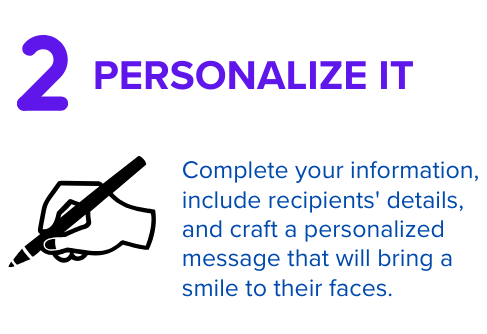 2 PERSONALIZE IT
Complete your information,
include recipients' details,
and craft a personalized
message that will bring a
smile to their faces.